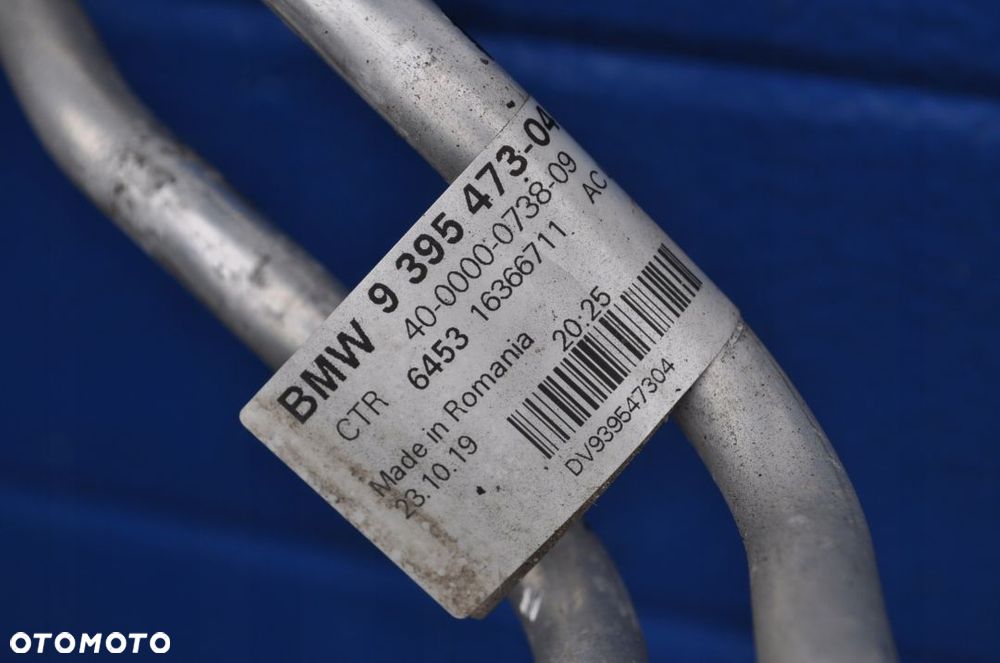 BMW 9 395 473-04
CTR 40-0000-0738-09
6453 16366711 AC
Made in Romania
23.10.19 20:25
DV939547304
OTOMOTO